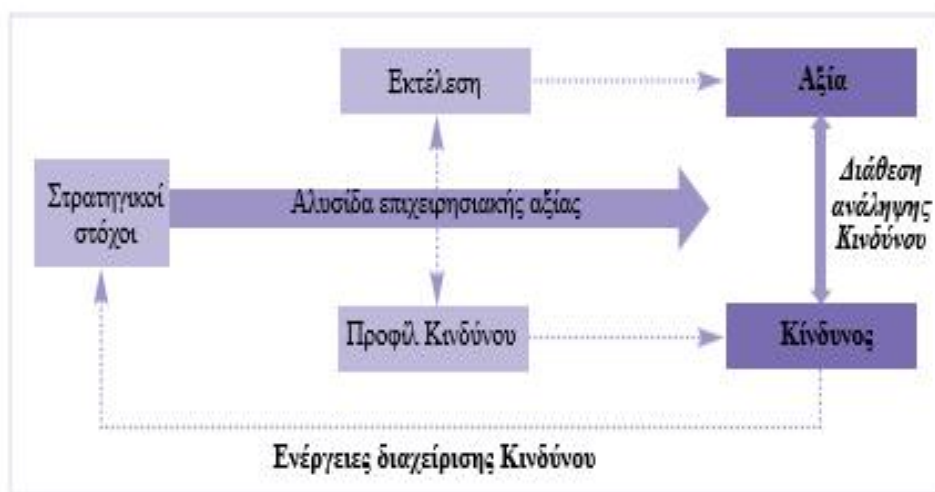 Εκτέλεση
Αξία
Στρατηγικοί
στόχοι
Αλυσίδα επιχειρησιακής αξίας
Διάθεση
ανάληψης
Κινδύνου
Προφίλ Κινδύνου
Κίνδυνος
Ενέργειες διαχείρισης Κινδύνου